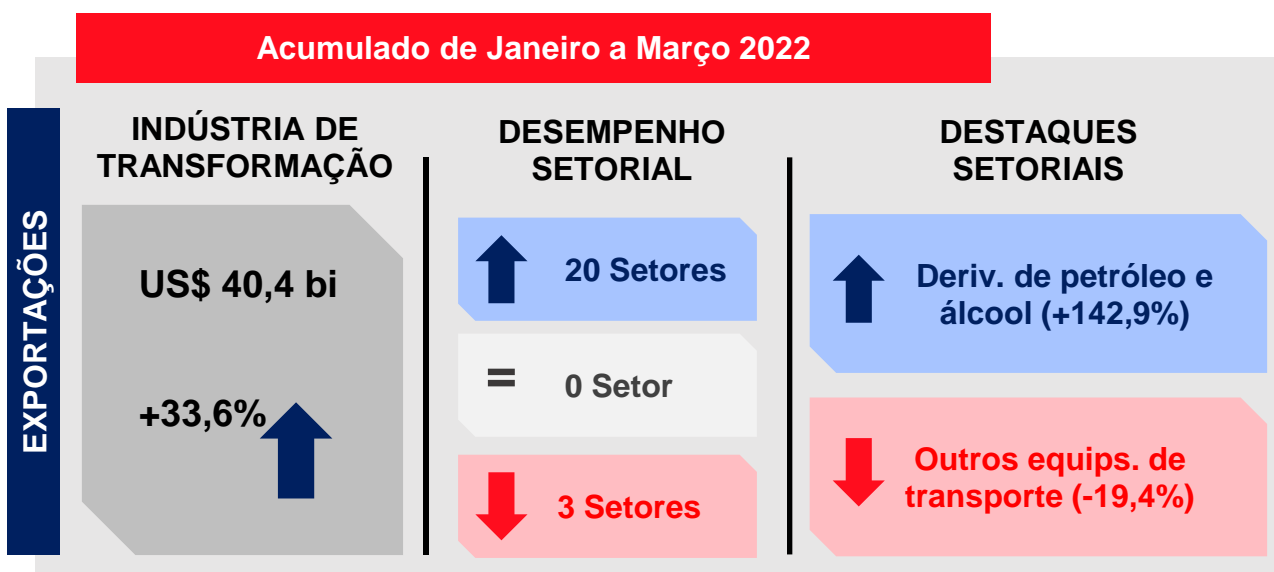 Acumulado de Janeiro a Março 2022
EXPORTAÇÕES
INDÚSTRIA DE
TRANSFORMAÇÃO
US$ 40,4 bi
+33,6%
DESEMPENHO
SETORIAL
20 Setores
= 0 Setor
3 Setores
DESTAQUES
SETORIAIS
Deriv. de petróleo e
álcool (+142,9%)
Outros equips. de
transporte (-19,4%)